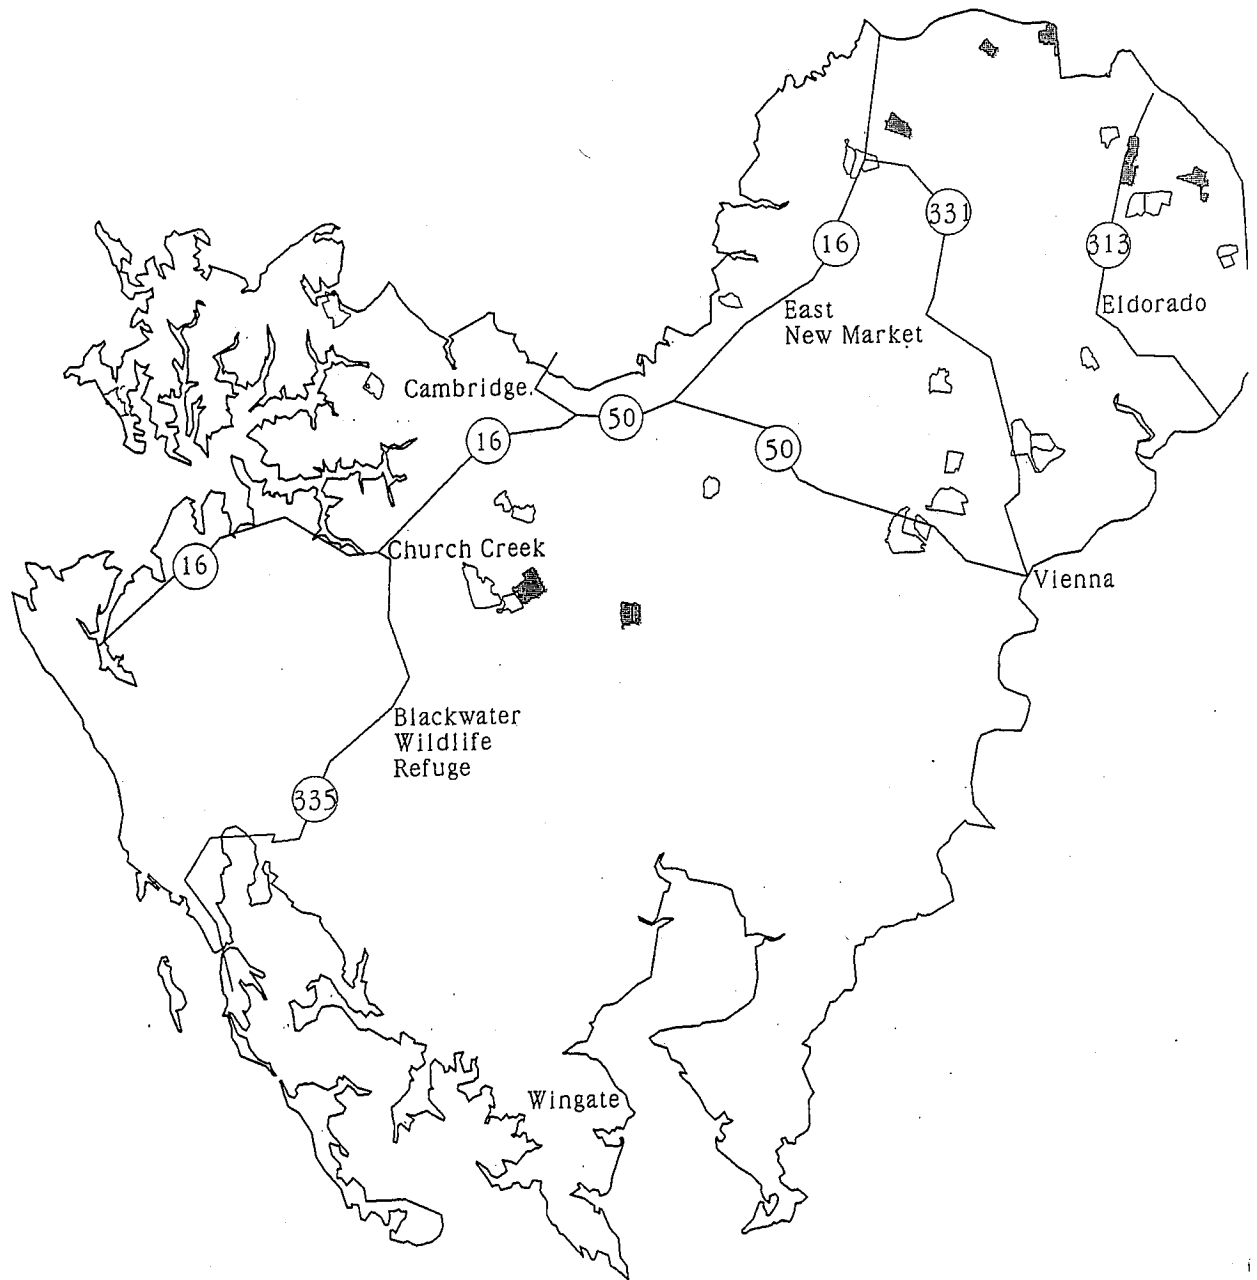 331
16
313
Eldorado
East
New Market
Cambridge
50
16
50
Church Creek
16
Vienna
Blackwater
Wildlife
Refuge
335
Wingate